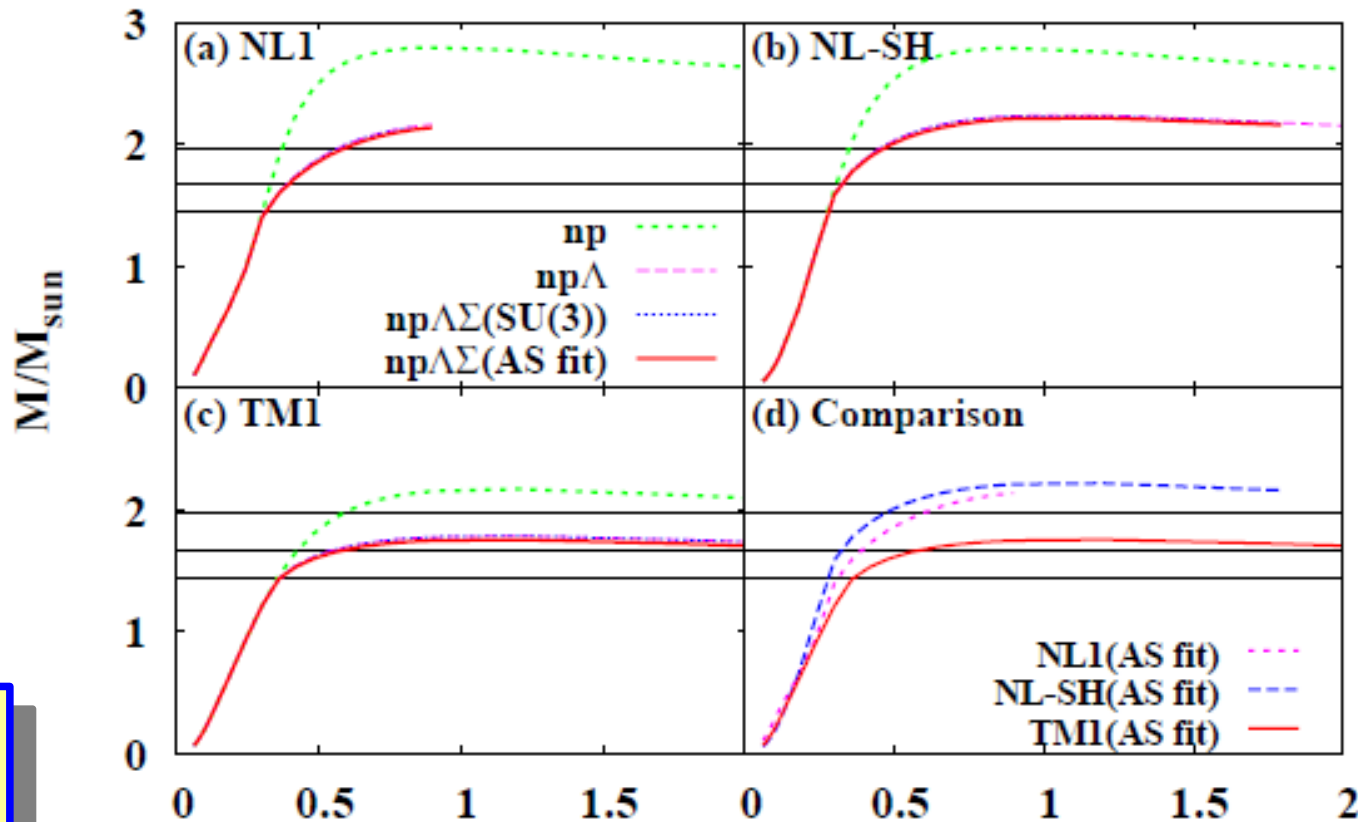 3
(a) NL1
(b) NL-SH
2
np
npΛ
1
npΛΣ(SU(3))
npΛΣ(AS fit)
0
M/M_sun
(c) TM1
(d) Comparison
2
1
NL1(AS fit)
NL-SH(AS fit)
TM1(AS fit)
0
0 0.5 1 1.5 0 0.5 1 1.5 2